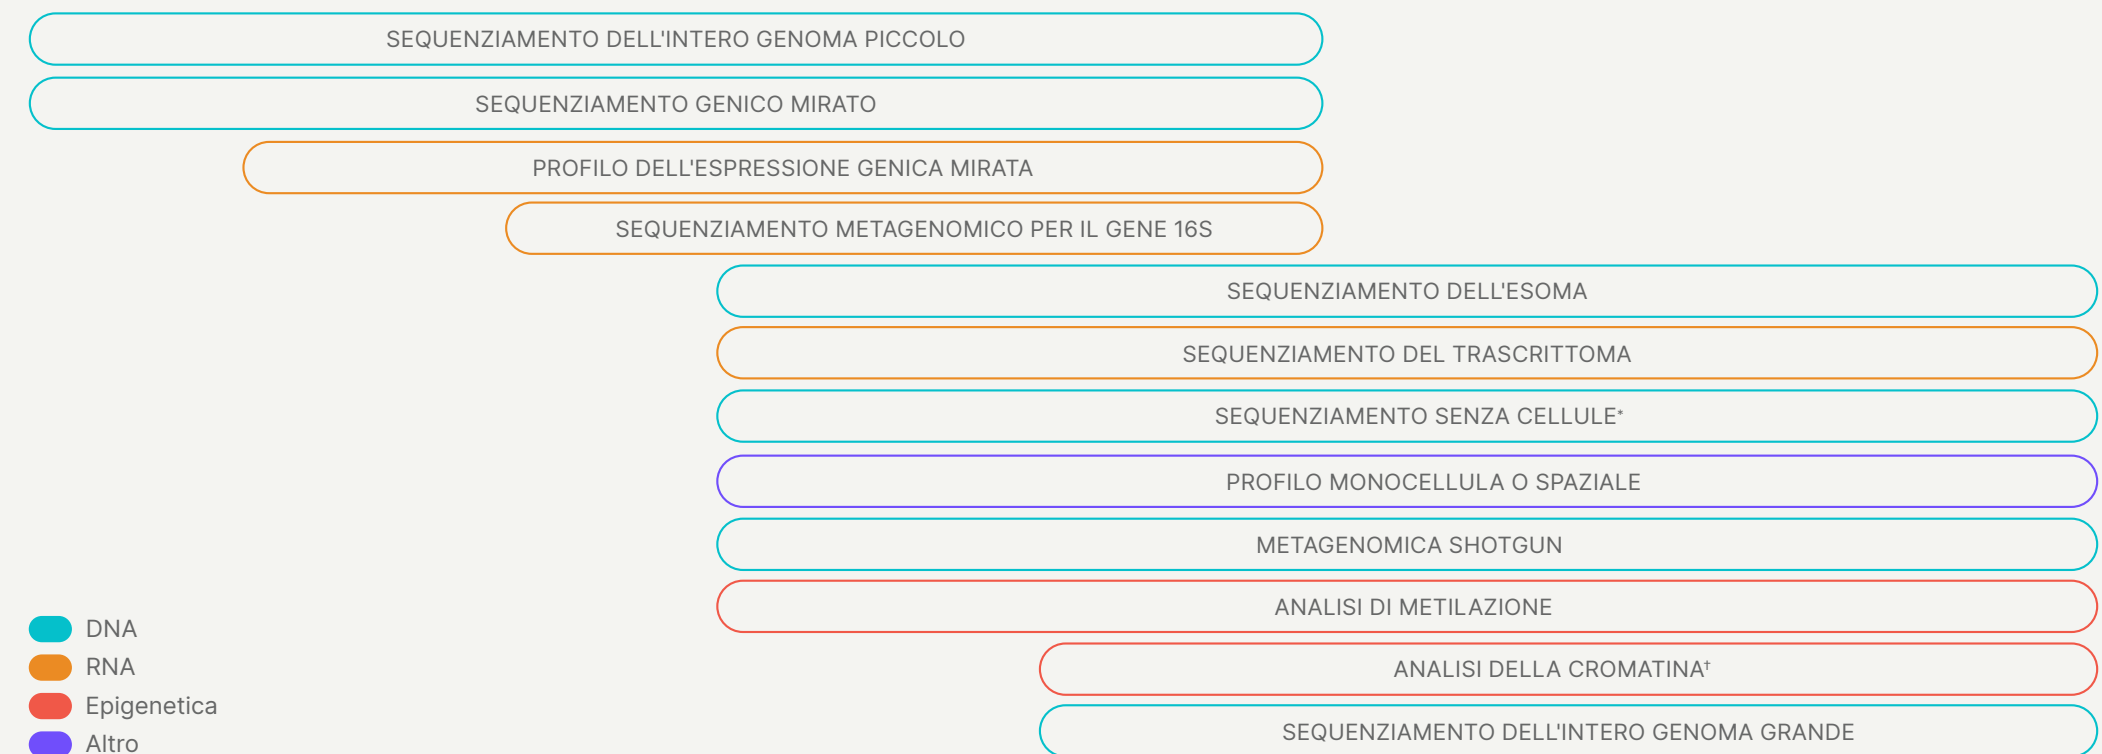 SEQUENZIAMENTO DELL'INTERO GENOMA PICCOLO
SEQUENZIAMENTO GENICO MIRATO
PROFILO DELL'ESPRESSIONE GENICA MIRATA
SEQUENZIAMENTO METAGENOMICO PER IL GENE 16S
SEQUENZIAMENTO DELL'ESOMA
SEQUENZIAMENTO DEL TRASCRITTOMA
SEQUENZIAMENTO SENZA CELLULE*
PROFILO MONOCELLULA O SPAZIALE
METAGENOMICA SHOTGUN
ANALISI DI METILAZIONE
ANALISI DELLA CROMATINA†
SEQUENZIAMENTO DELL'INTERO GENOMA GRANDE
DNA
RNA
Epigenetica
Altro